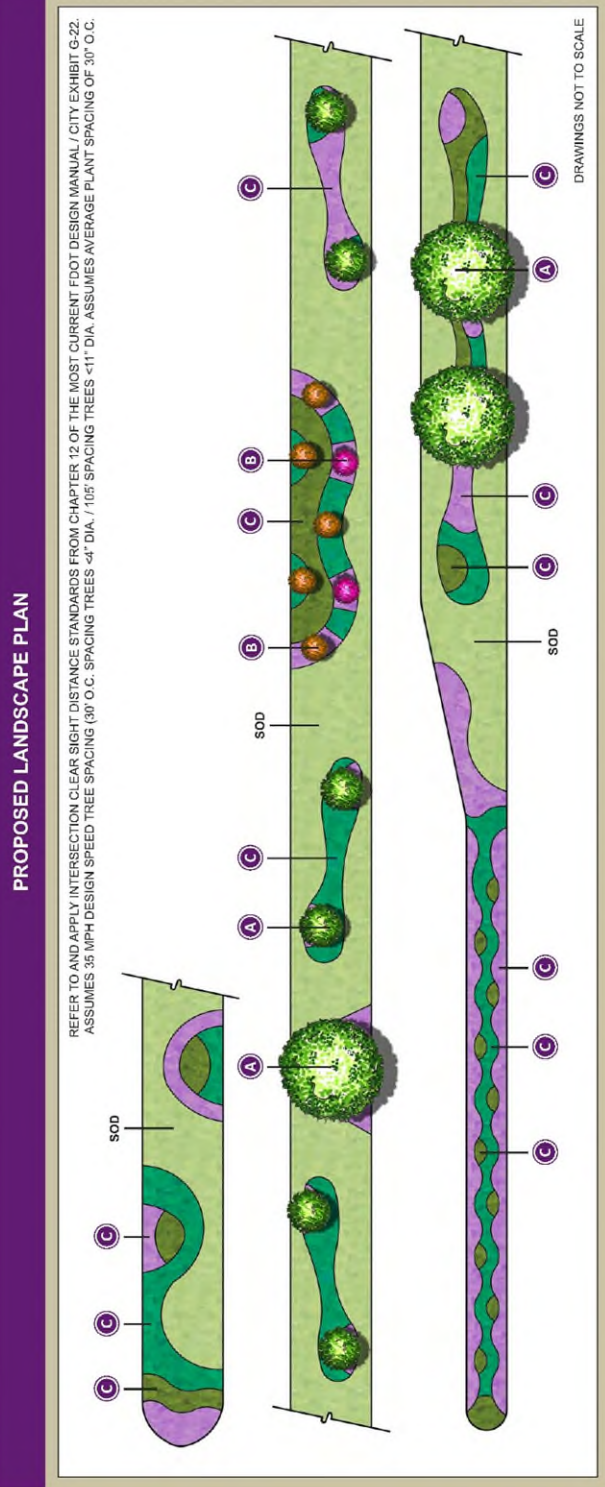 PROPOSED LANDSCAPE PLAN
REFER TO AND APPLY INTERSECTION CLEAR SIGHT DISTANCE STANDARDS FROM CHAPTER 12 OF THE MOST CURRENT FDOT DESIGN MANUAL / CITY EXHIBIT G-22.
ASSUMES 35 MPH DESIGN SPEED TREE SPACING (30' O.C. SPACING TREES <4" DIA. / 105' SPACING TREES <11" DIA. ASSUMES AVERAGE PLANT SPACING OF 30" O.C.
C
C
C
SOD
A
A
C
SOD
B
C
B
C
C
C
C
SOD
C
C
A
C
DRAWINGS NOT TO SCALE